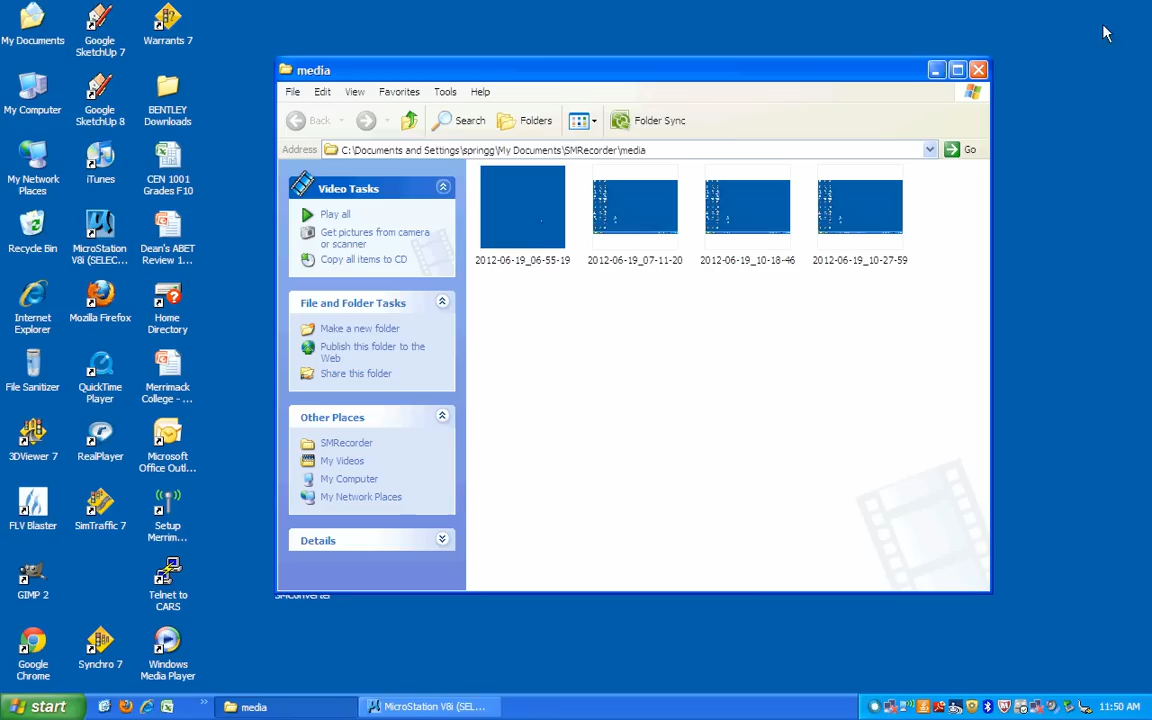 My Documents
Google
SketchUp 7
Warrants 7
My Computer
Google
SketchUp 8
BENTLEY
Downloads
My Network
Places
iTunes
CEN 1001
Grades F10
Recycle Bin
MicroStation
V8i (SELEC...
Dean's ABET
Review 1...
Internet
Explorer
Mozilla Firefox
Home
Directory
File Sanitizer
QuickTime
Player
Merrimack
College - ...
3DViewer 7
RealPlayer
Microsoft
Office Outl...
FLV Blaster
SimTraffic 7
Setup
Merrim...
GIMP 2
Telnet to
CARS
Google
Chrome
Synchro 7
Windows
Media Player
media
File Edit View Favorites Tools Help
Back Search Folders Folder Sync
Address C:\Documents and Settings\springg\My Documents\SMRecorder\media Go
Video Tasks
Play all
Get pictures from camera
or scanner
Copy all items to CD
File and Folder Tasks
Make a new folder
Publish this folder to the
Web
Share this folder
Other Places
SMRecorder
My Videos
My Computer
My Network Places
Details
2012-06-19_06-55-19 2012-06-19_07-11-20 2012-06-19_10-18-46 2012-06-19_10-27-59
SMConverter
start media MicroStation V8i (SEL... 11:50 AM